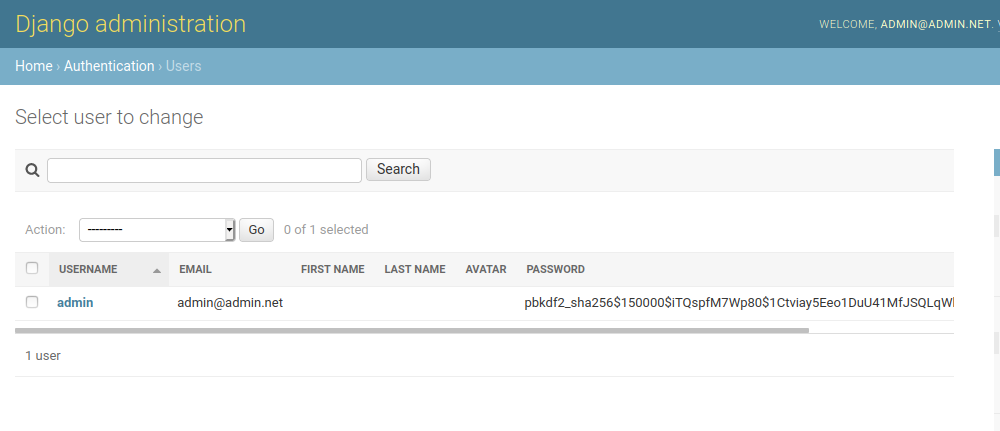 Django administration
WELCOME, ADMIN@ADMIN.NET.
Home › Authentication › Users
Select user to change
Search
Action: --------- Go 0 of 1 selected
USERNAME EMAIL FIRST NAME LAST NAME AVATAR PASSWORD
admin admin@admin.net pbkdf2_sha256$150000$iTQspfM7Wp80$1Ctviay5Eeo1DuU41MfJSQLqW
1 user